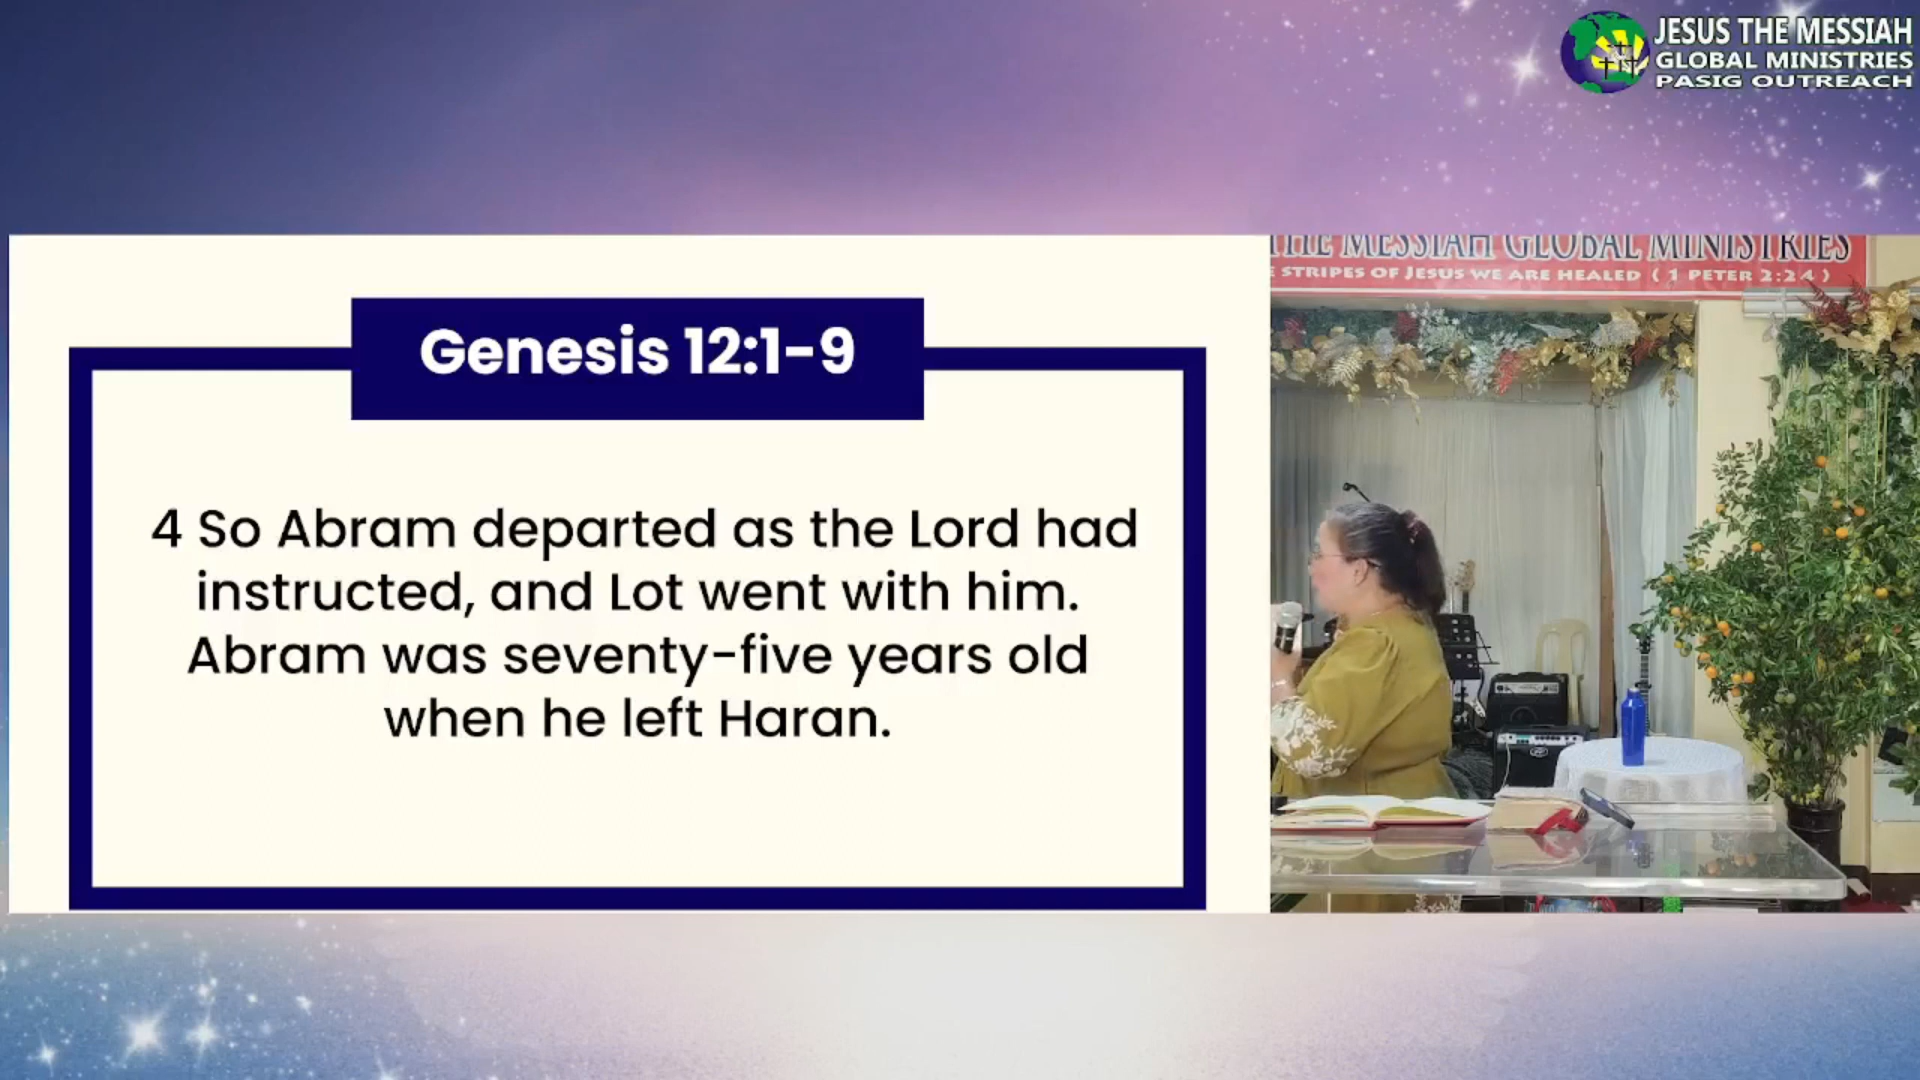 JESUS THE MESSIAH
GLOBAL MINISTRIES
PASIG OUTREACH
THE MESSIAH GLOBAL MINISTRIES
STRIPES OF JESUS WE ARE HEALED ( 1 PETER 2:24 )
Genesis 12:1-9
4 So Abram departed as the Lord had
instructed, and Lot went with him.
Abram was seventy-five years old
when he left Haran.